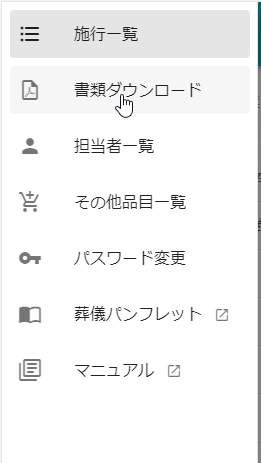 施行一覧
書類ダウンロード
担当者一覧
その他品目一覧
パスワード変更
葬儀パンフレット
マニュアル